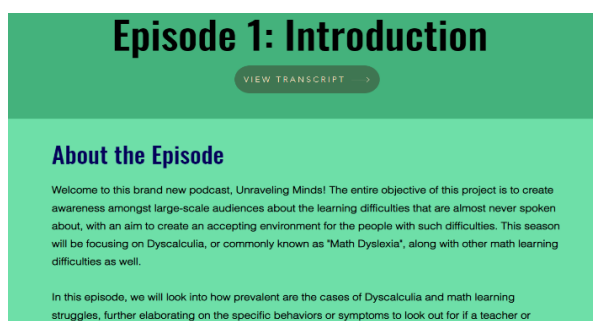 Episode 1: Introduction
VIEW TRANSCRIPT
About the Episode
Welcome to this brand new podcast, Unraveling Minds! The entire objective of this project is to create
awareness amongst large-scale audiences about the learning difficulties that are almost never spoken
about, with an aim to create an accepting environment for the people with such difficulties. This season
will be focusing on Dyscalculia, or commonly known as "Math Dyslexia", along with other math learning
difficulties as well.
In this episode, we will look into how prevalent are the cases of Dyscalculia and math learning
struggles, further elaborating on the specific behaviors or symptoms to look out for if a teacher or